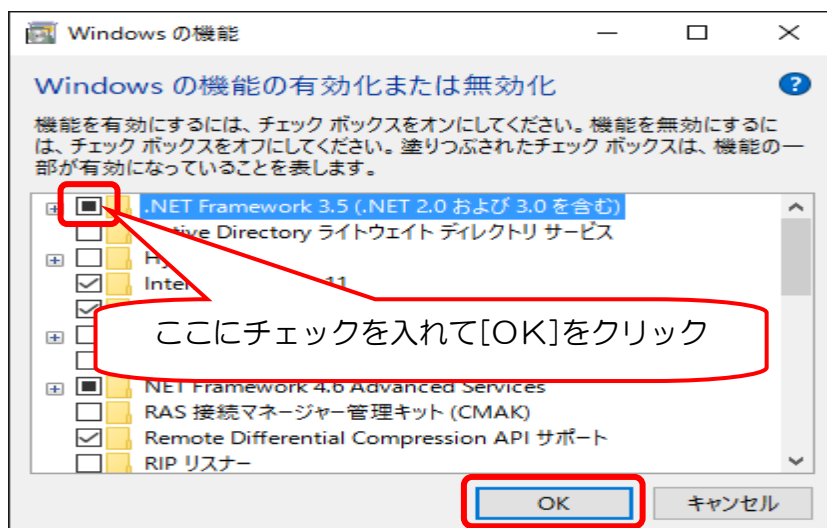 Windows の機能
Windows の機能の有効化または無効化
機能を有効にするには、チェック ボックスをオンにしてください。機能を無効にするに
は、チェック ボックスをオフにしてください。塗りつぶされたチェック ボックスは、機能の一
部が有効になっていることを表します。
.NET Framework 3.5 (.NET 2.0 および 3.0 を含む)
Directory ライトウェイト ディレクトリ サービス
11
ここにチェックを入れて[OK]をクリック
.NET Framework 4.6 Advanced Services
RAS 接続マネージャー管理キット (CMAK)
Remote Differential Compression API サポート
RIP リスナー
OK
キャンセル